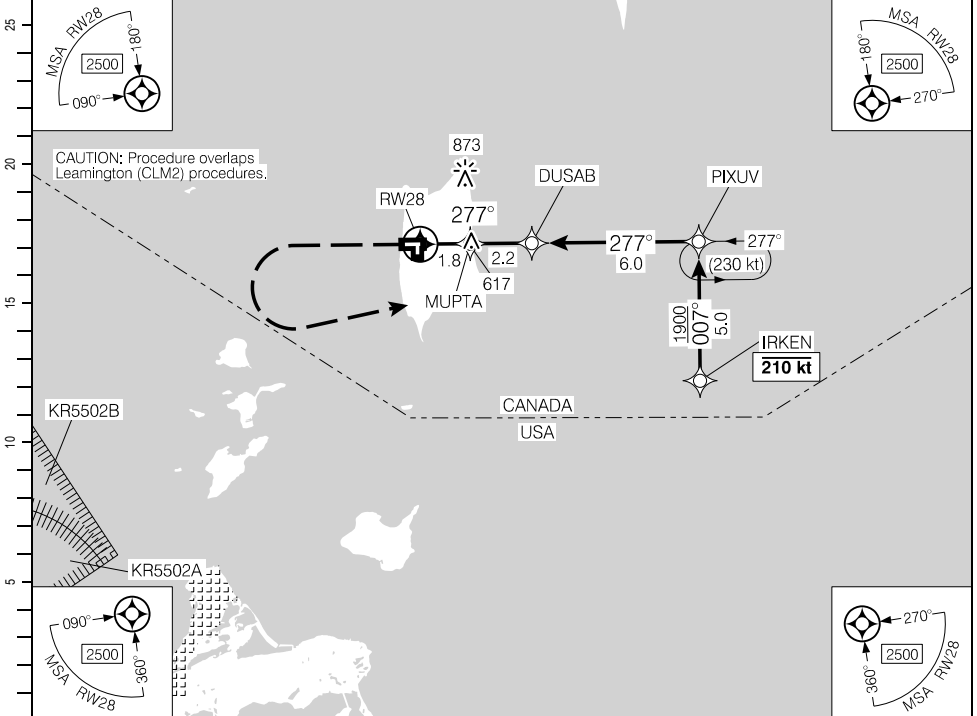 25
MSA RW28
180°
2500
090°
MSA RW28
180°
2500
270°
20
CAUTION: Procedure overlaps
Leamington (CLM2) procedures.
873
DUSAB
PIXUV
RW28
277°
277°
6.0
277°
(230 kt)
1.8
2.2
617
MUPTA
15
1900
007°
5.0
IRKEN
210 kt
KR5502B
CANADA
USA
10
KR5502A
5
090°
2500
360°
MSA RW28
270°
2500
360°
MSA RW28